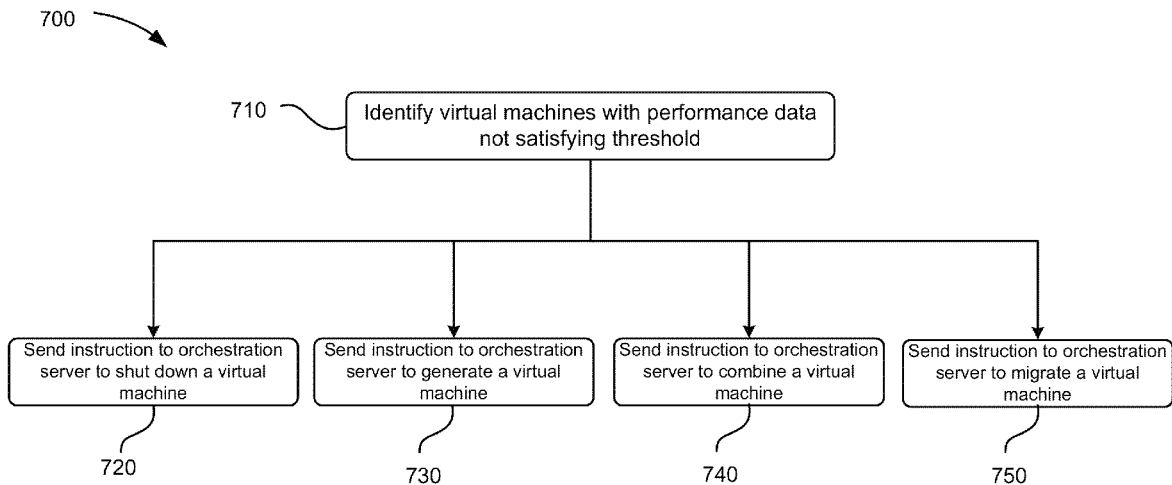 700
710
Identify virtual machines with performance data
not satisfying threshold
Send instruction to orchestration
server to shut down a virtual
machine
Send instruction to orchestration
server to generate a virtual
machine
Send instruction to orchestration
server to combine a virtual
machine
Send instruction to orchestration
server to migrate a virtual
machine
720
730
740
750